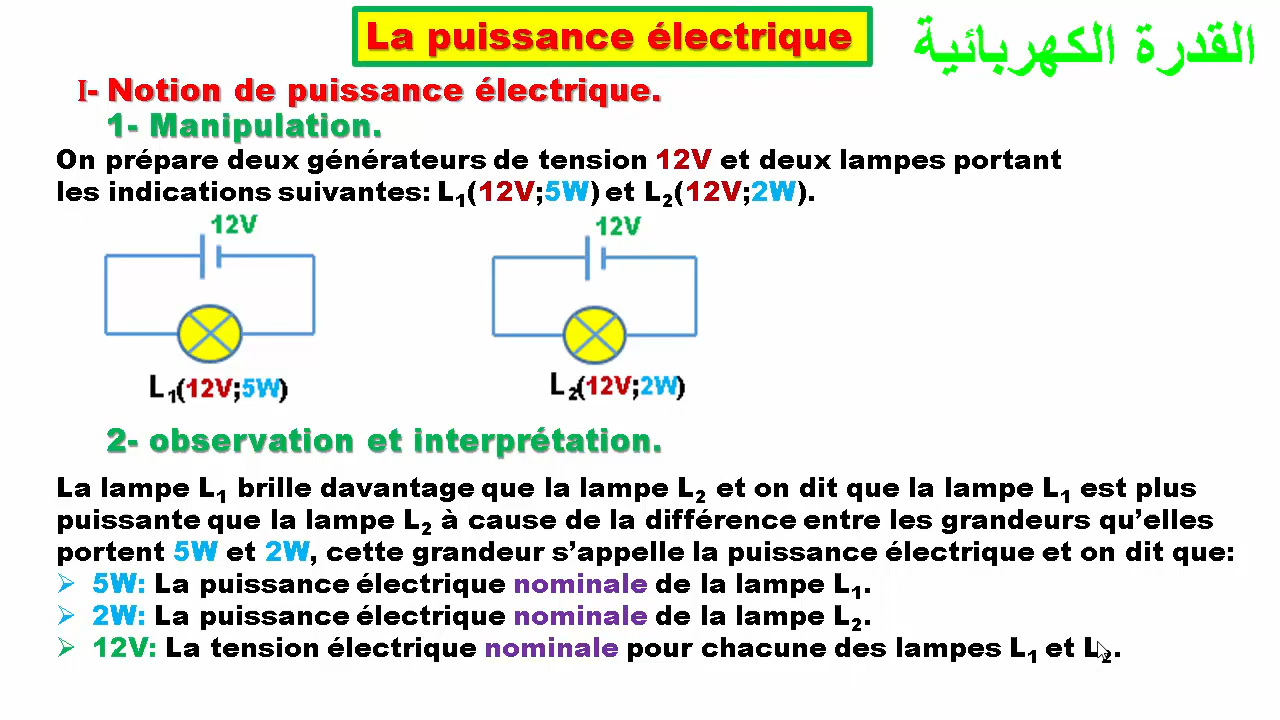 La puissance électrique
القدرة الكهربائية
I- Notion de puissance électrique.
1- Manipulation.
On prépare deux générateurs de tension 12V et deux lampes portant
les indications suivantes: L₁(12V;5W) et L₂(12V;2W).
12V
12V
L₁(12V;5W)
L₂(12V;2W)
2- observation et interprétation.
La lampe L₁ brille davantage que la lampe L₂ et on dit que la lampe L₁ est plus
puissante que la lampe L₂ à cause de la différence entre les grandeurs qu’elles
portent 5W et 2W, cette grandeur s’appelle la puissance électrique et on dit que:
➢ 5W: La puissance électrique nominale de la lampe L₁.
➢ 2W: La puissance électrique nominale de la lampe L₂.
➢ 12V: La tension électrique nominale pour chacune des lampes L₁ et L₂.